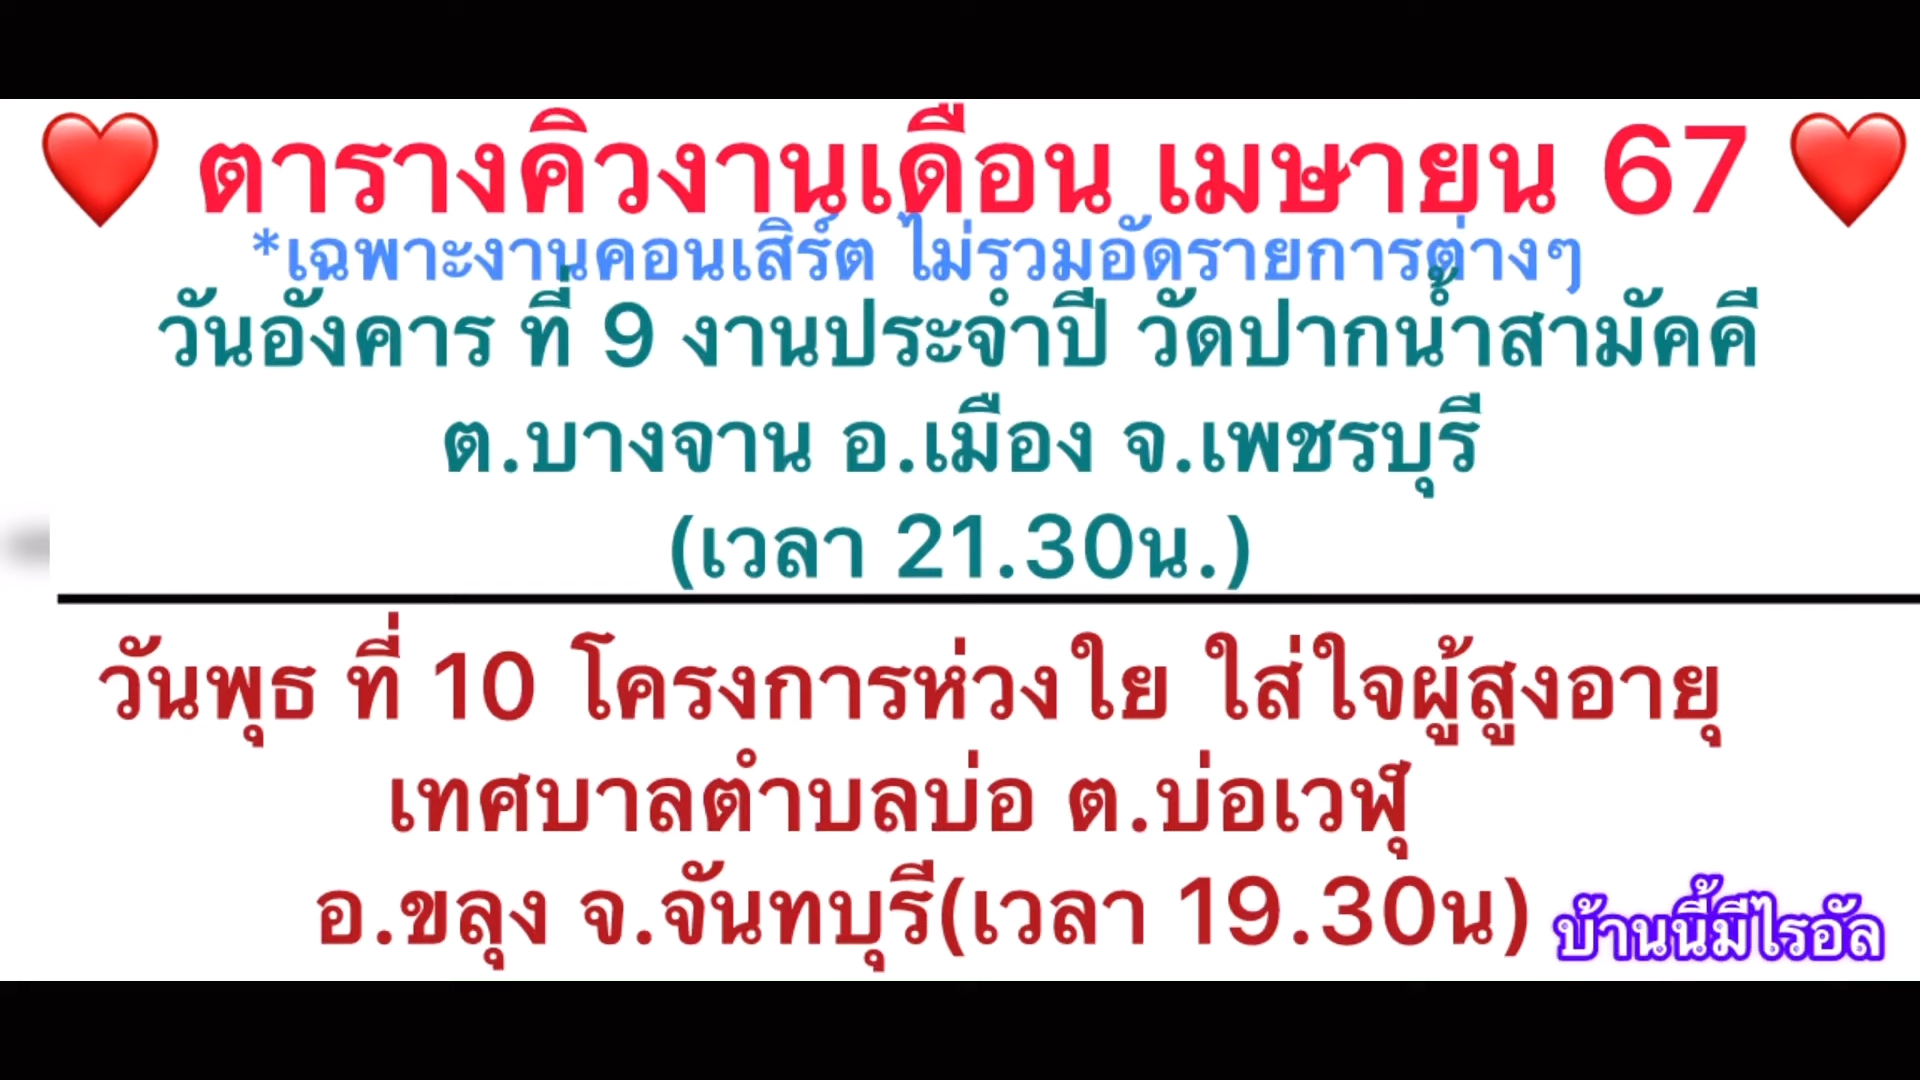 ❤️ ตารางคิวงานเดือน เมษายน 67 ❤️
*เฉพาะงานคอนเสิร์ต ไม่รวมอัดรายการต่างๆ
วันอังคาร ที่ 9 งานประจำปี วัดปากน้ำสามัคคี
ต.บางจาน อ.เมือง จ.เพชรบุรี
(เวลา 21.30น.)
วันพุธ ที่ 10 โครงการห่วงใย ใส่ใจผู้สูงอายุ
เทศบาลตำบลบ่อ ต.บ่อเวฬุ
อ.ขลุง จ.จันทบุรี(เวลา 19.30น)
บ้านนี้มีไรอัล